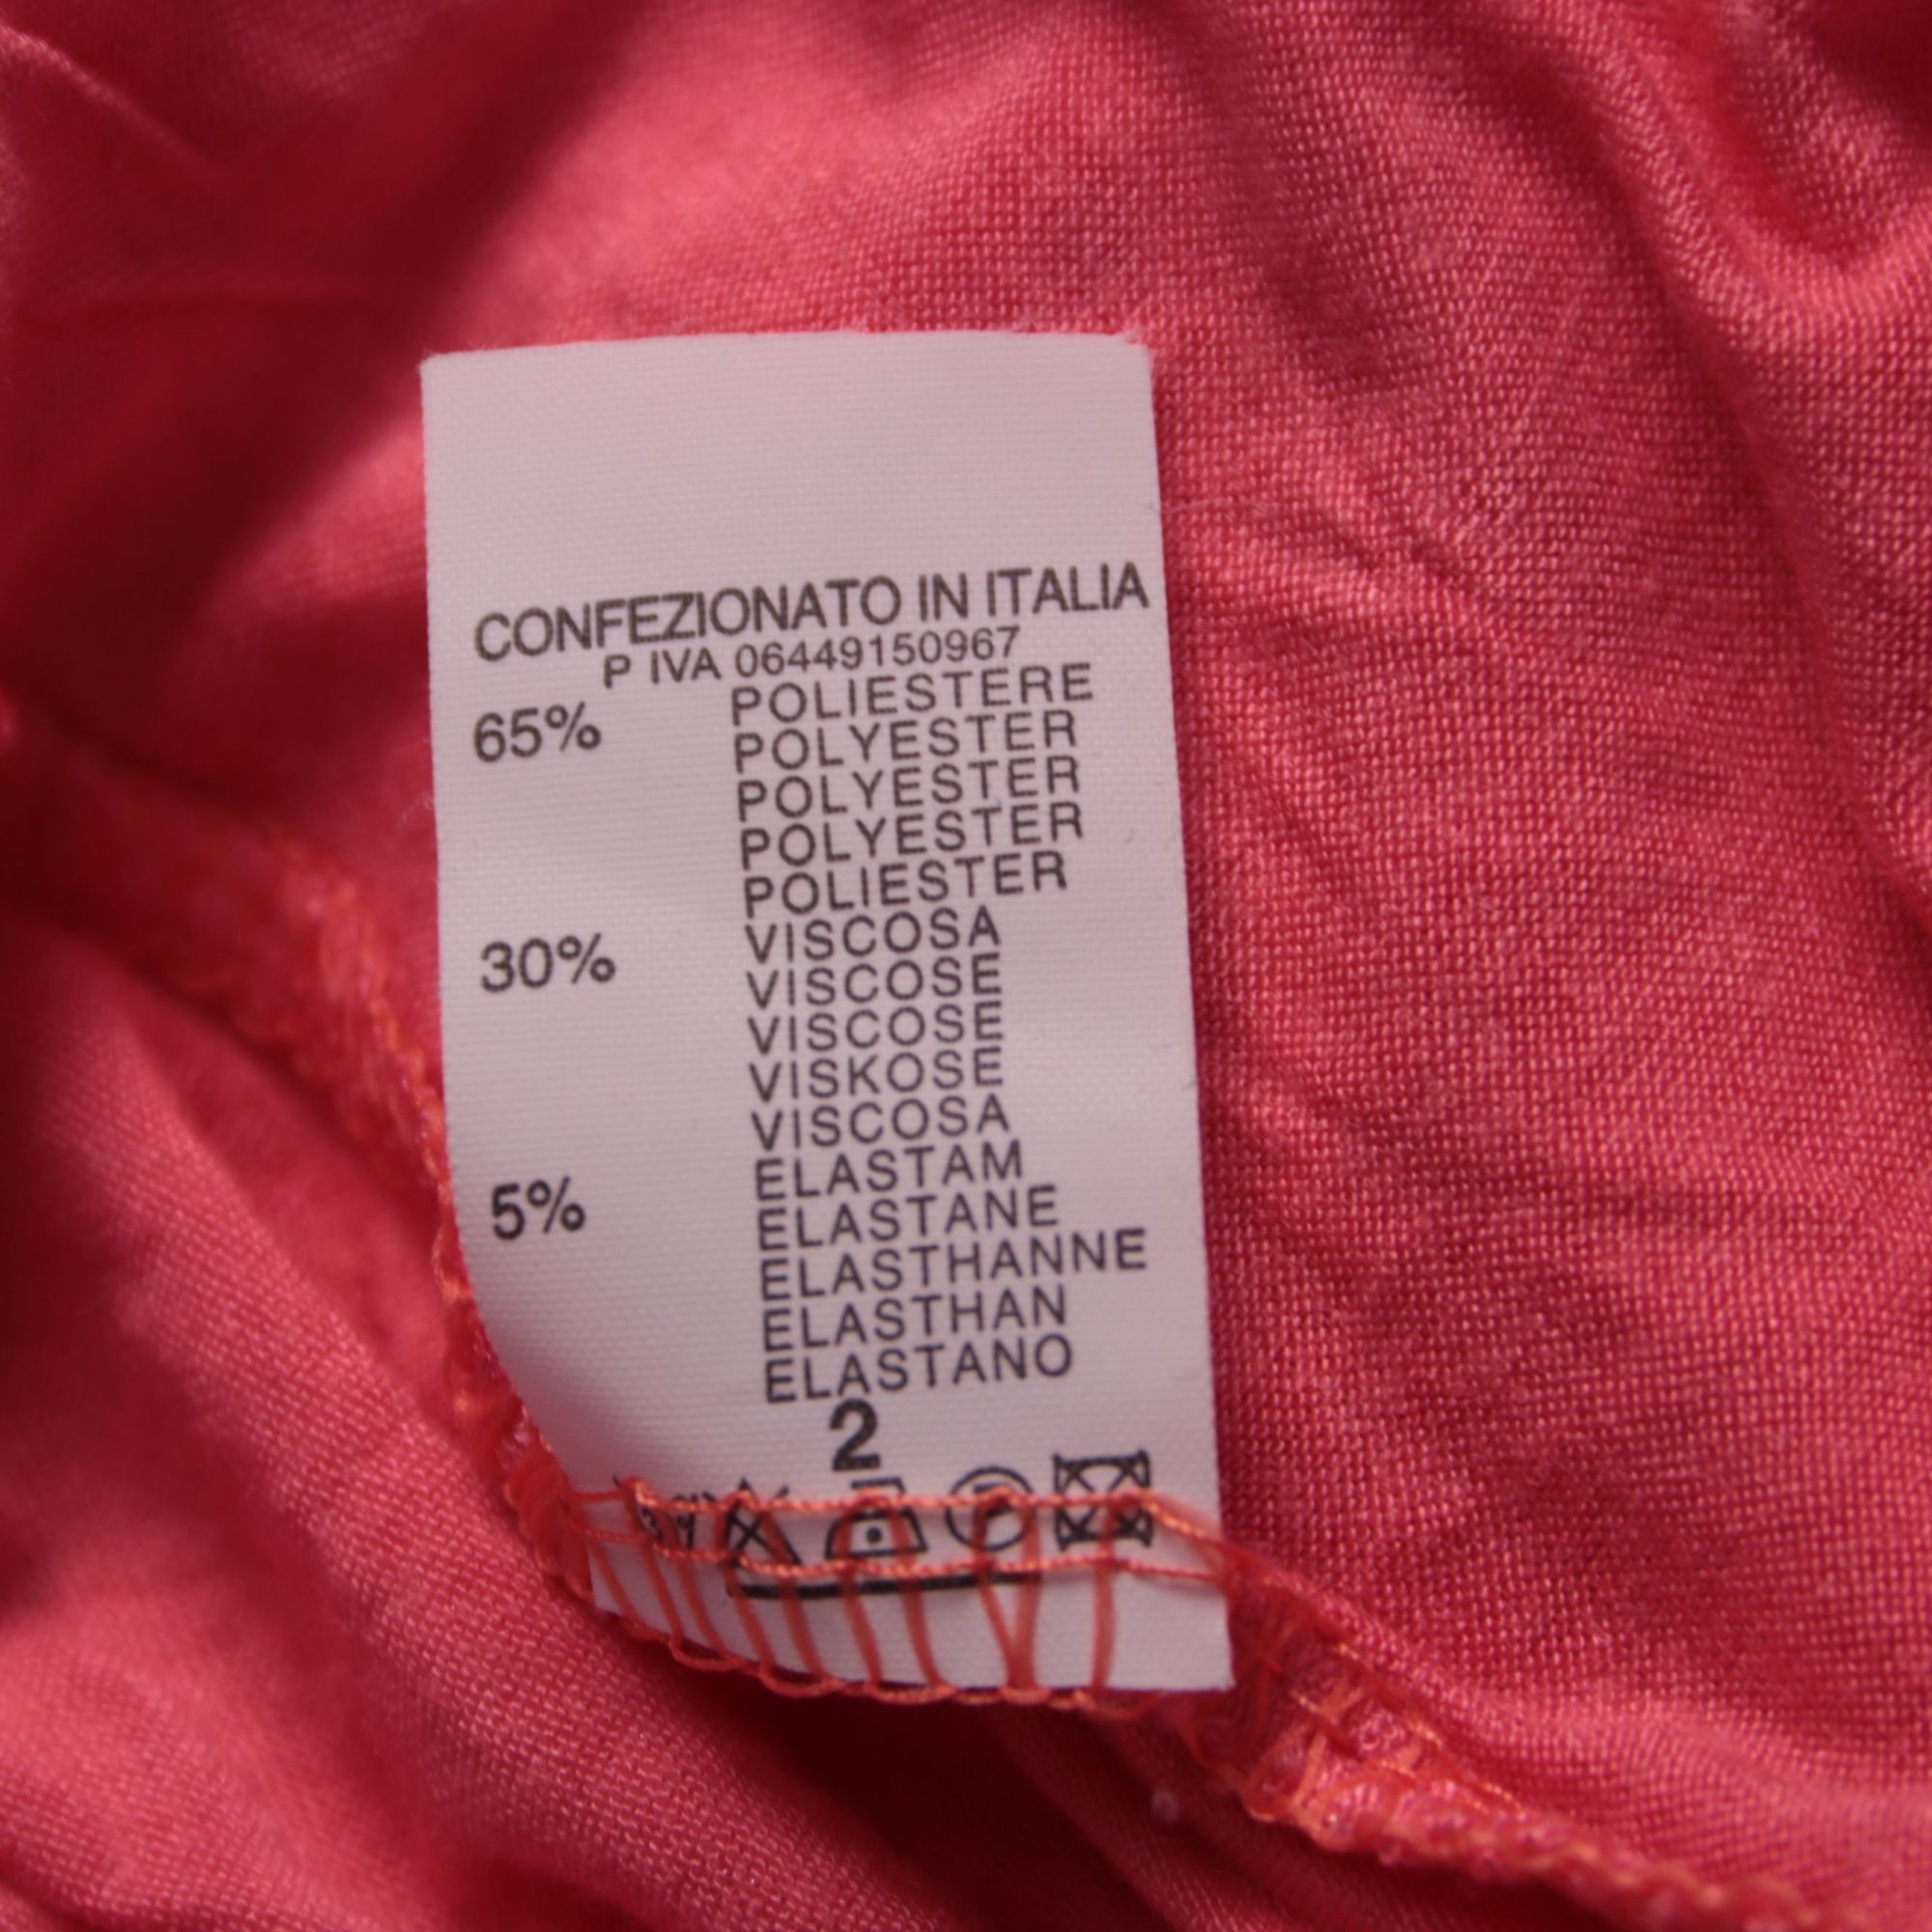 CONFEZIONATO IN ITALIA
P IVA 06449150967
65% POLIESTERE
POLYESTER
POLYESTER
POLYESTER
POLIESTER
30% VISCOSA
VISCOSE
VISCOSE
VISKOSE
VISCOSA
5% ELASTAM
ELASTANE
ELASTHANNE
ELASTHAN
ELASTANO
2
P